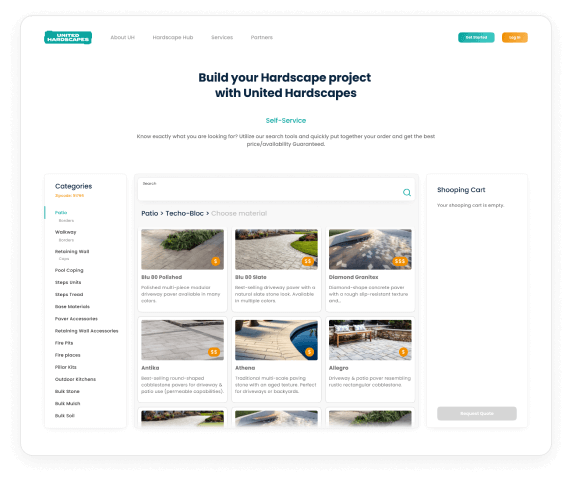 UNITED
HARDSCAPES
About Us
Hardscape Hub
Services
Partners
Get Started
Log In
Build your Hardscape project
with United Hardscapes
Self-Service
Know exactly what you are looking for? Utilize our search tools and quickly put together your order and get the best
price/availability Guaranteed.
Categories
Patio
Borders
Walkway
Borders
Retaining Wall
Caps
Pool Coping
Steps Units
Steps Tread
Base Materials
Paver Accessories
Retaining Wall Accessories
Fire Pits
Fire places
Pillar Kits
Outdoor Kitchens
Bulk Stone
Bulk Mulch
Bulk Soil
Search
Patio > Techo-Bloc > Choose material
$
Blu 80 Polished
Polished multi-piece modular
driveway paver available in many
colors.
$$
Blu 80 Slate
Best-selling driveway paver with a
natural slate stone look. Available
in multiple colors.
$$$
Diamond Granitex
Diamond-shape concrete paver
with a rough slip-resistant texture
and...
$$
Antika
Best-selling round-shaped
cobblestone pavers for driveway &
patio use (permeable capabilities).
$
Athena
Traditional multi-scale paving
stone with an aged texture. Perfect
for driveways or backyards.
$
Allegro
Driveway & patio paver resembling
rustic rectangular cobblestone.
Shooping Cart
Your shooping cart is empty.
Request Quote